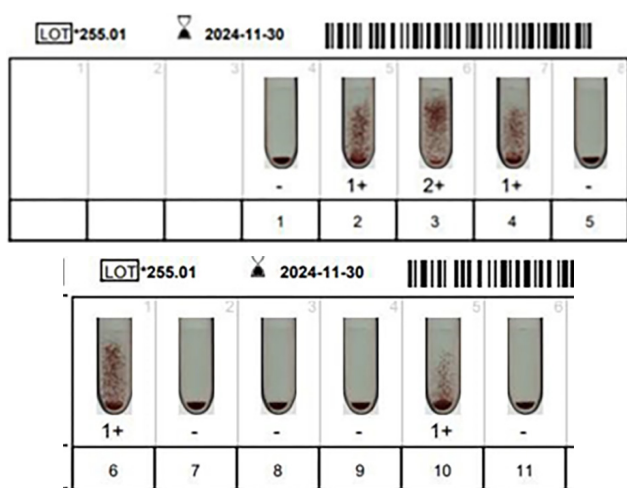 LOT *255.01 2024-11-30
1 2 3 4 5 6 7 8
- 1+ 2+ 1+ -
1 2 3 4 5
LOT *255.01 2024-11-30
1 2 3 4 5 6
1+ - - - 1+ -
6 7 8 9 10 11